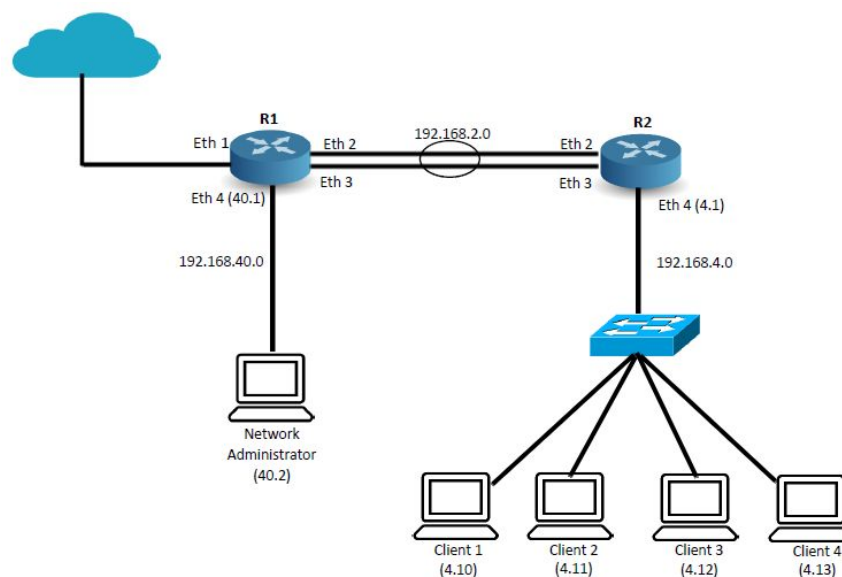 R1
R2
192.168.2.0
Eth 1
Eth 2
Eth 2
Eth 3
Eth 3
Eth 4 (40.1)
Eth 4 (4.1)
192.168.40.0
192.168.4.0
Network
Administrator
(40.2)
Client 1
(4.10)
Client 2
(4.11)
Client 3
(4.12)
Client 4
(4.13)